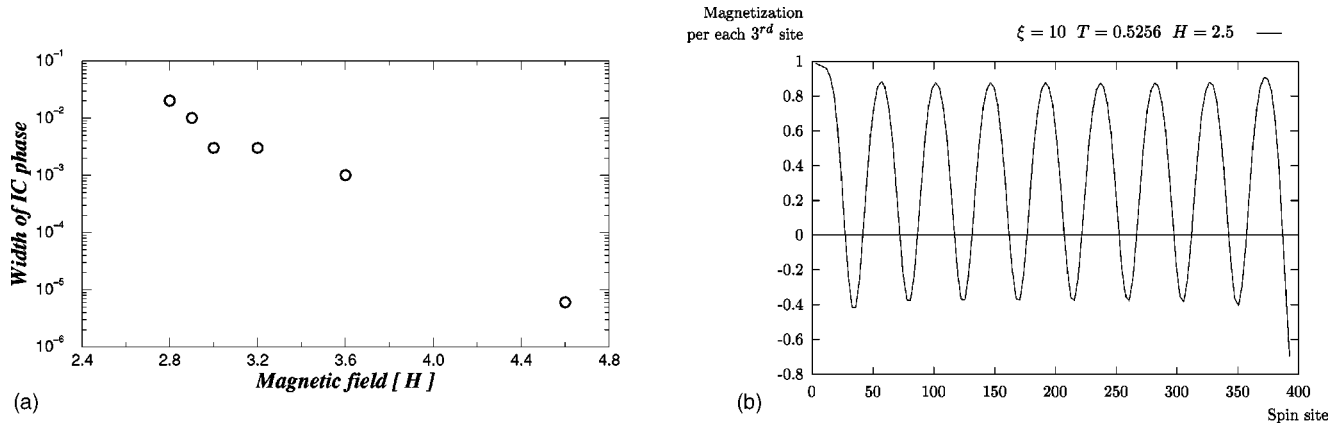 10^{-1}
10^{-2}
10^{-3}
10^{-4}
10^{-5}
10^{-6}
Width of IC phase
2.4 2.8 3.2 3.6 4.0 4.4 4.8
Magnetic field [ H ]
(a)
Magnetization
per each 3^{rd} site
ξ = 10 T = 0.5256 H = 2.5
1
0.8
0.6
0.4
0.2
0
-0.2
-0.4
-0.6
-0.8
0 50 100 150 200 250 300 350 400
Spin site
(b)